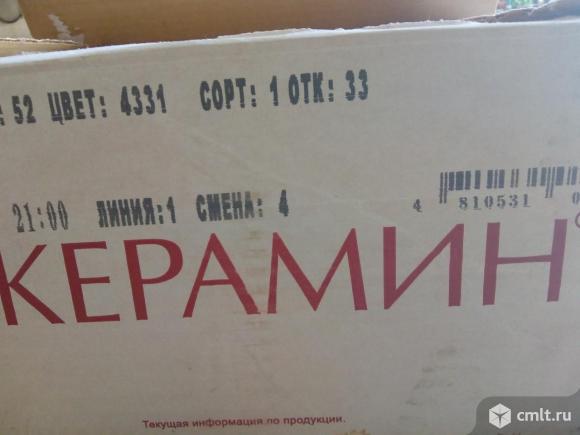 : 52 ЦВЕТ: 4331 СОРТ: 1 ОТК: 33
21:00 ЛИНИЯ:1 СМЕНА: 4
4 810531 0
КЕРАМИН
Текущая информация по продукции.
cmlt.ru